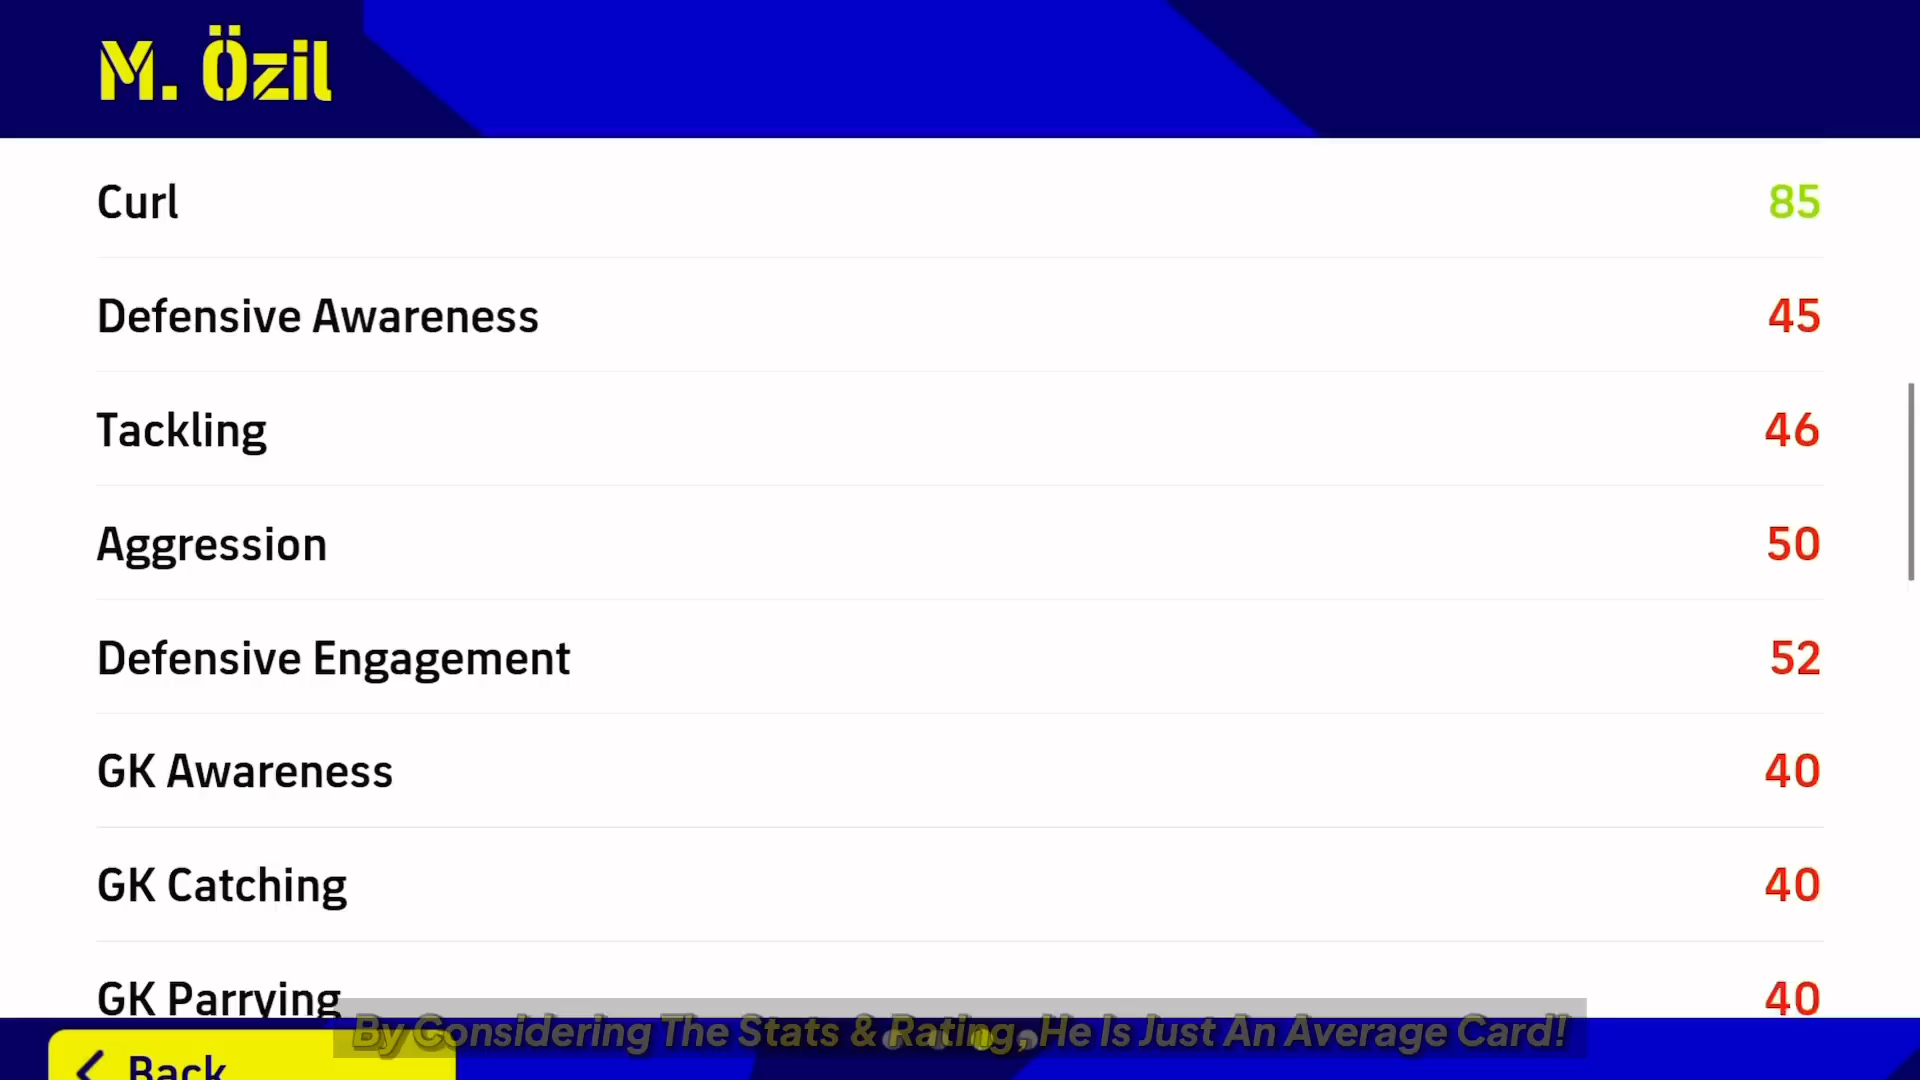 M. Özil
Curl 85
Defensive Awareness 45
Tackling 46
Aggression 50
Defensive Engagement 52
GK Awareness 40
GK Catching 40
GK Parrying 40
By Considering The Stats & Rating, He Is Just An Average Card!
Back